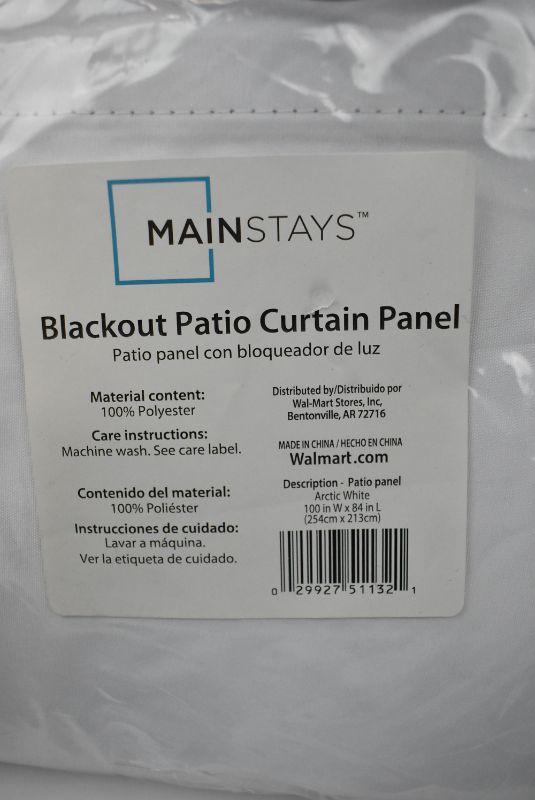 MAINSTAYS™
Blackout Patio Curtain Panel
Patio panel con bloqueador de luz
Material content:
100% Polyester
Care instructions:
Machine wash. See care label.
Contenido del material:
100% Poliéster
Instrucciones de cuidado:
Lavar a máquina.
Ver la etiqueta de cuidado.
Distributed by/Distribuido por
Wal-Mart Stores, Inc,
Bentonville, AR 72716
MADE IN CHINA / HECHO EN CHINA
Walmart.com
Description - Patio panel
Arctic White
100 in W x 84 in L
(254cm x 213cm)
0 29927 51132 1